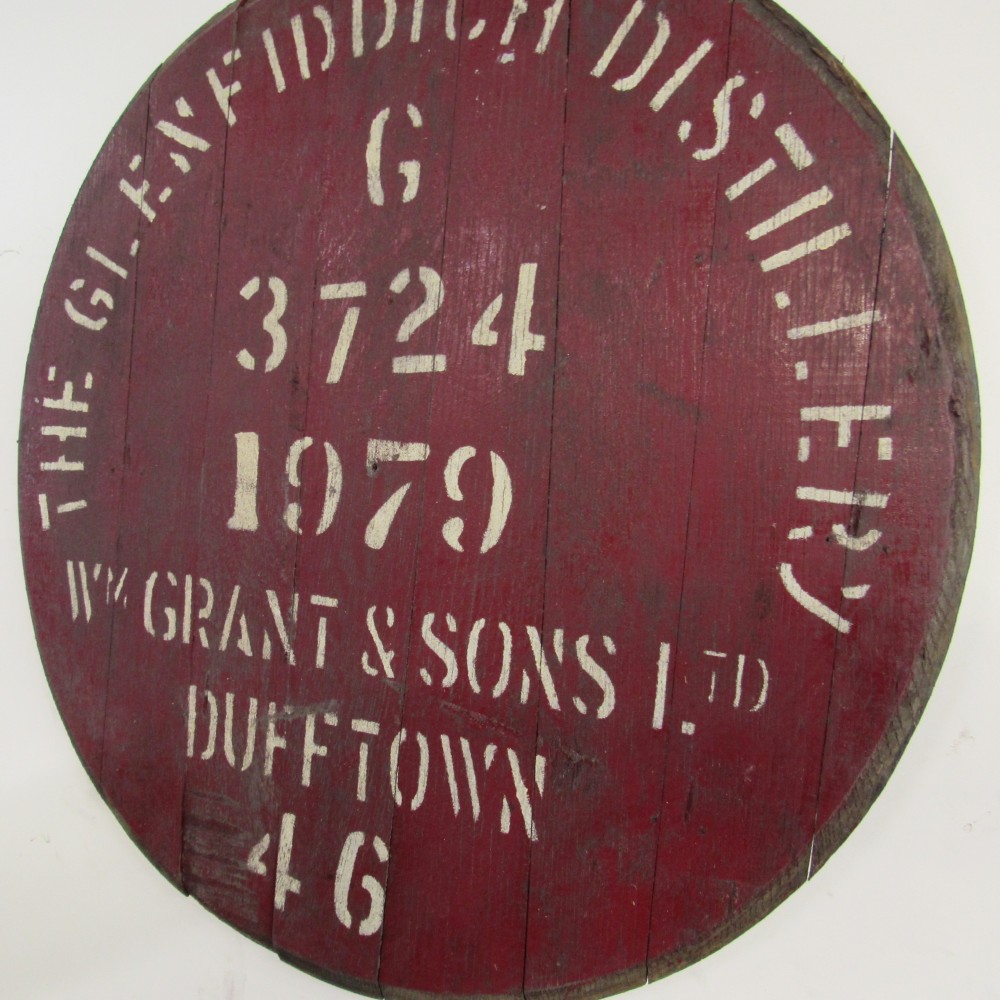 THE GLENFIDDICH DISTILLERY
G
3724
1979
WM GRANT & SONS LTD
DUFFTOWN
46